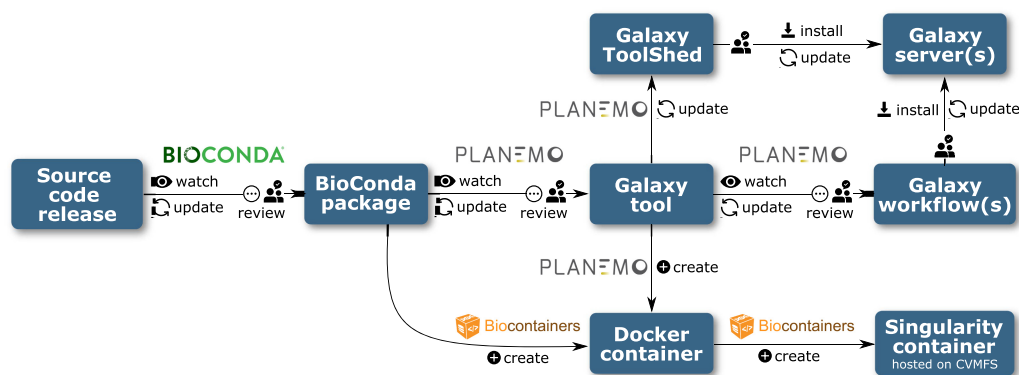 Galaxy
ToolShed
install
update
Galaxy
server(s)
PLANEMO
update
install
update
BIOCONDA
PLANEMO
PLANEMO
Source
code
release
watch
update
review
BioConda
package
watch
update
review
Galaxy
tool
watch
update
review
Galaxy
workflow(s)
PLANEMO
create
Biocontainers
create
Docker
container
Biocontainers
create
Singularity
container
hosted on CVMFS